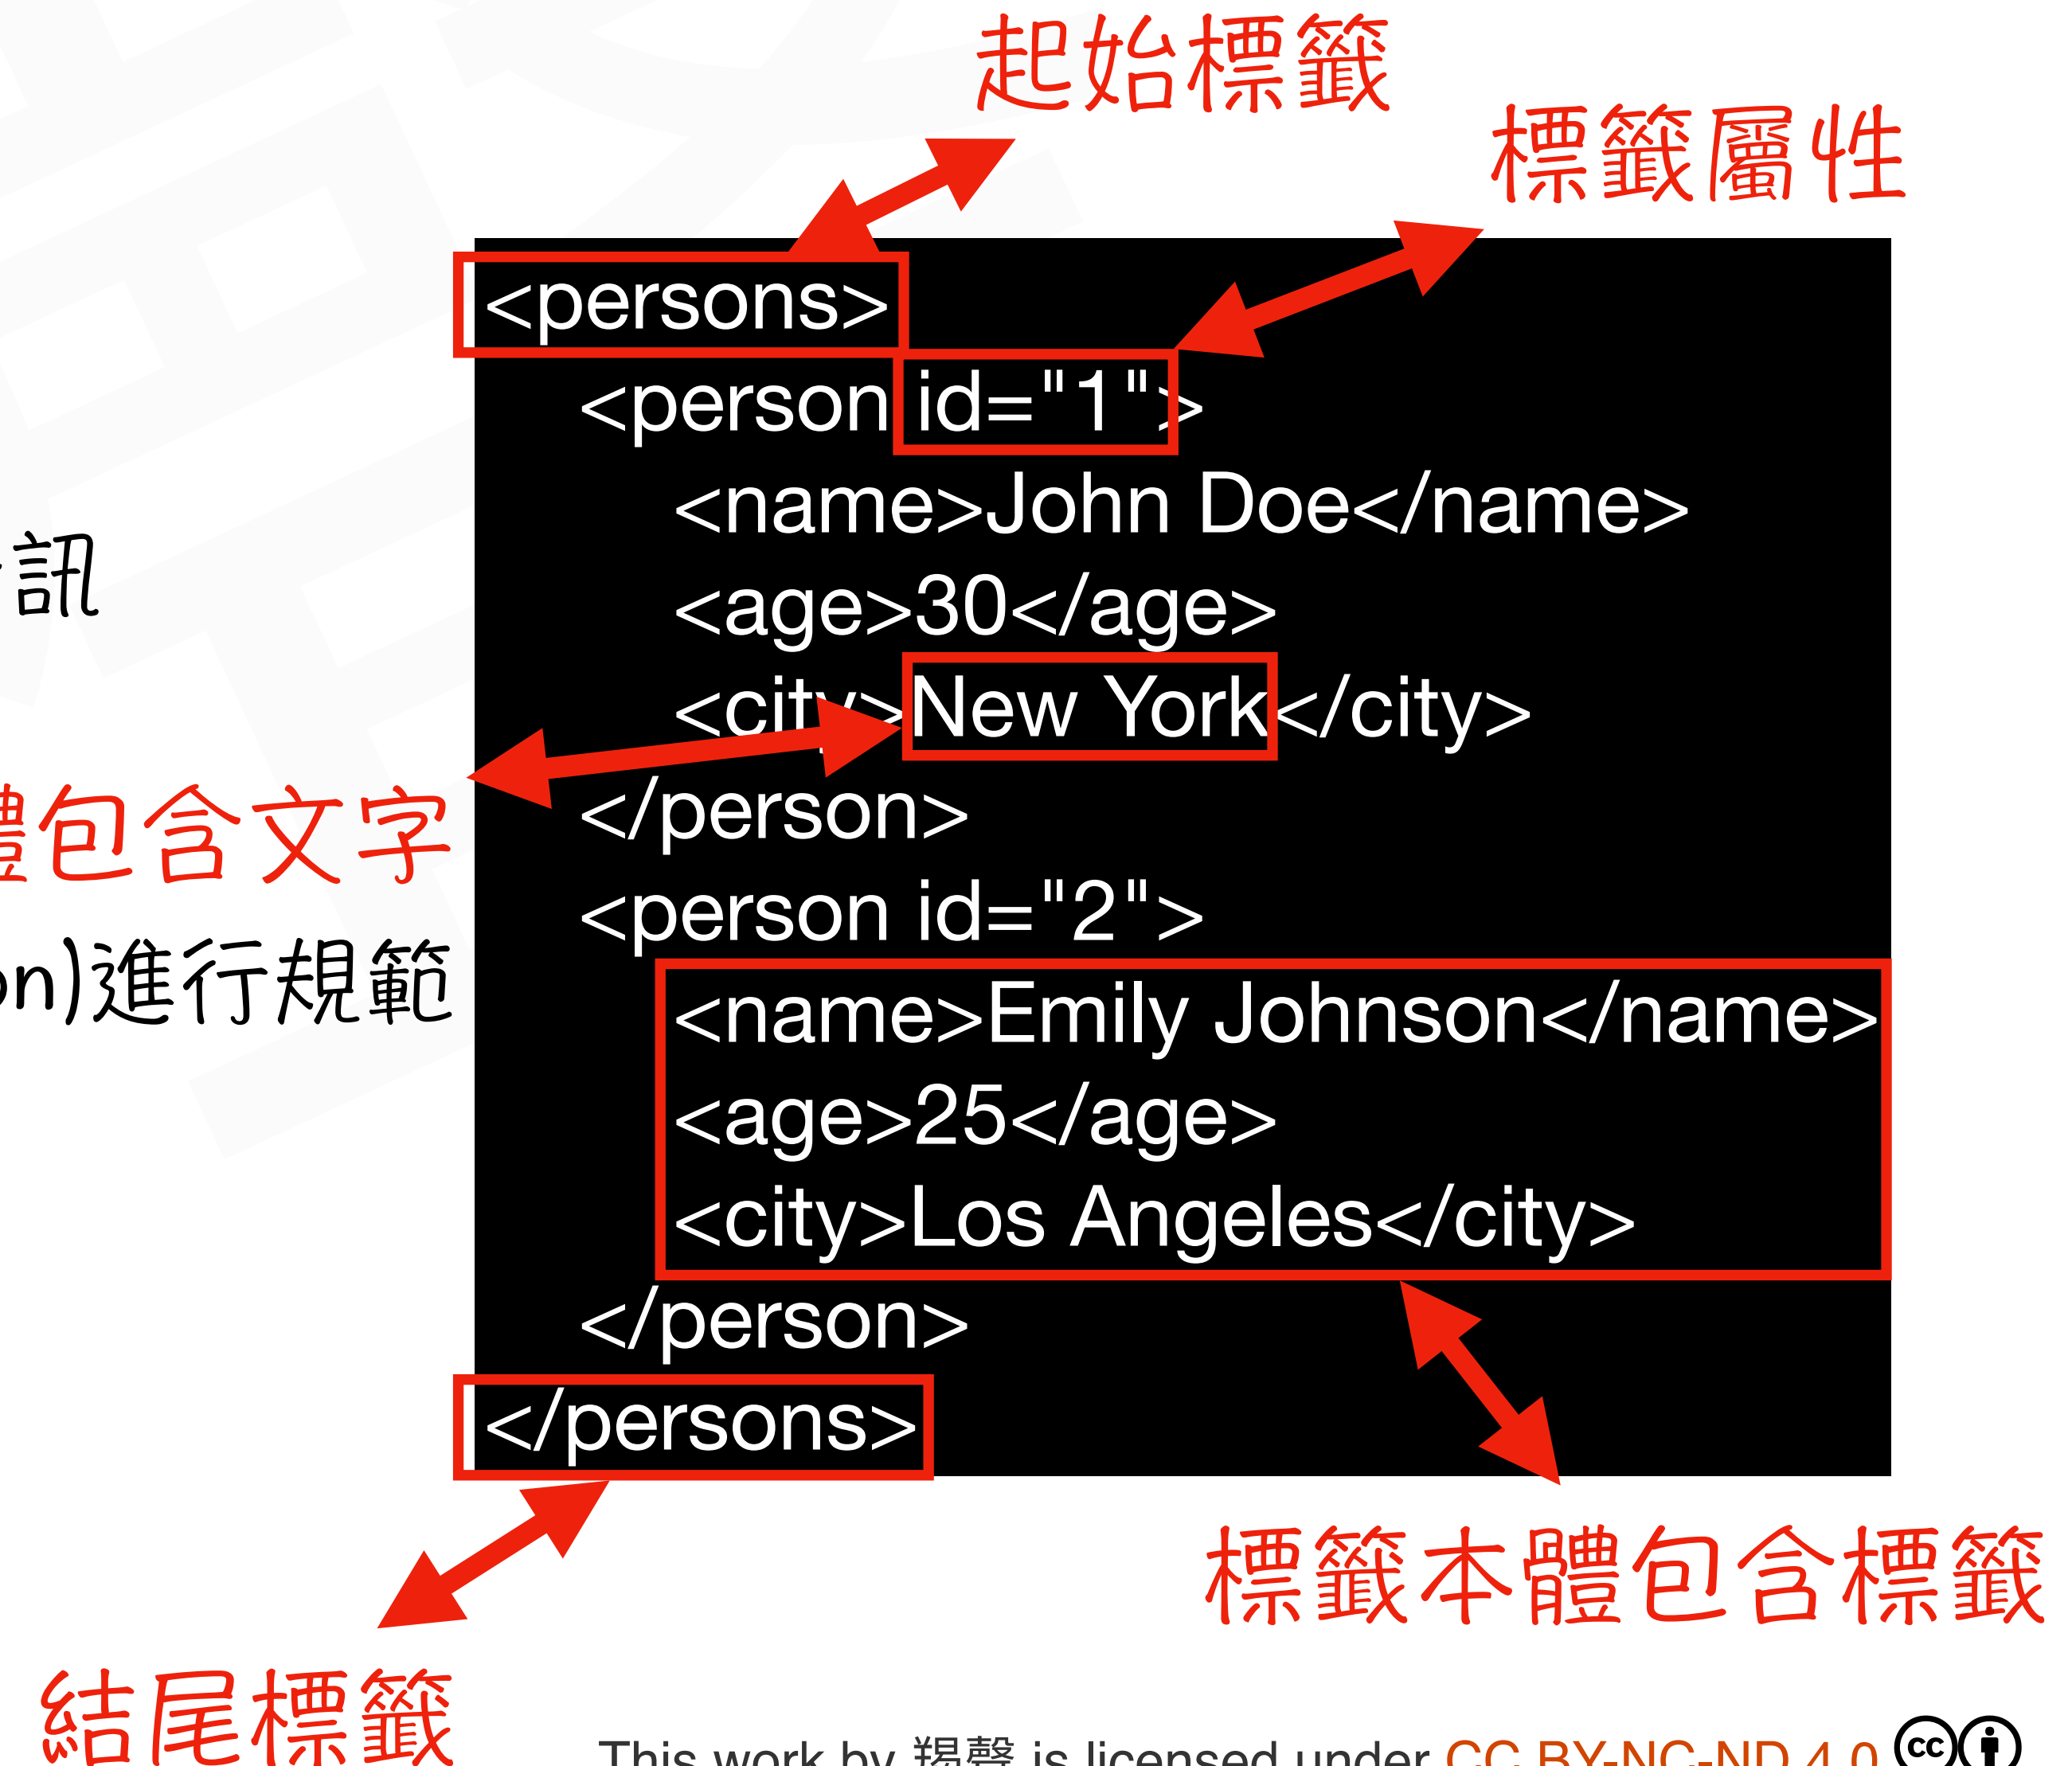 起始標籤
標籤屬性
<persons>
<person id="1">
<name>John Doe</name>
訊
<age>30</age>
<city>New York</city>
包含文字
</person>
<person id="2">
on)進行規範
<name>Emily Johnson</name>
<age>25</age>
<city>Los Angeles</city>
</person>
</persons>
標籤本體包含標籤
結尾標籤
This work by 楊聲 is licensed under CC BY-NC-ND 4.0